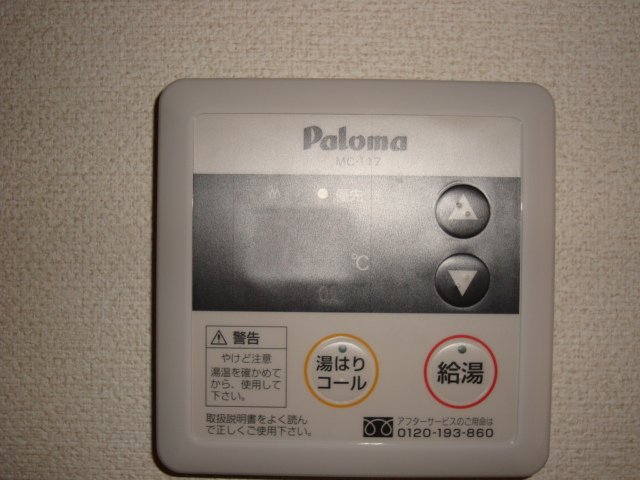 Paloma
MC-117
優先
℃
警告
やけど注意
湯温を確かめて
から、使用して
下さい。
取扱説明書をよく読ん
で正しくご使用下さい。
湯はり
コール
給湯
アフターサービスのご用命は
0120-193-860